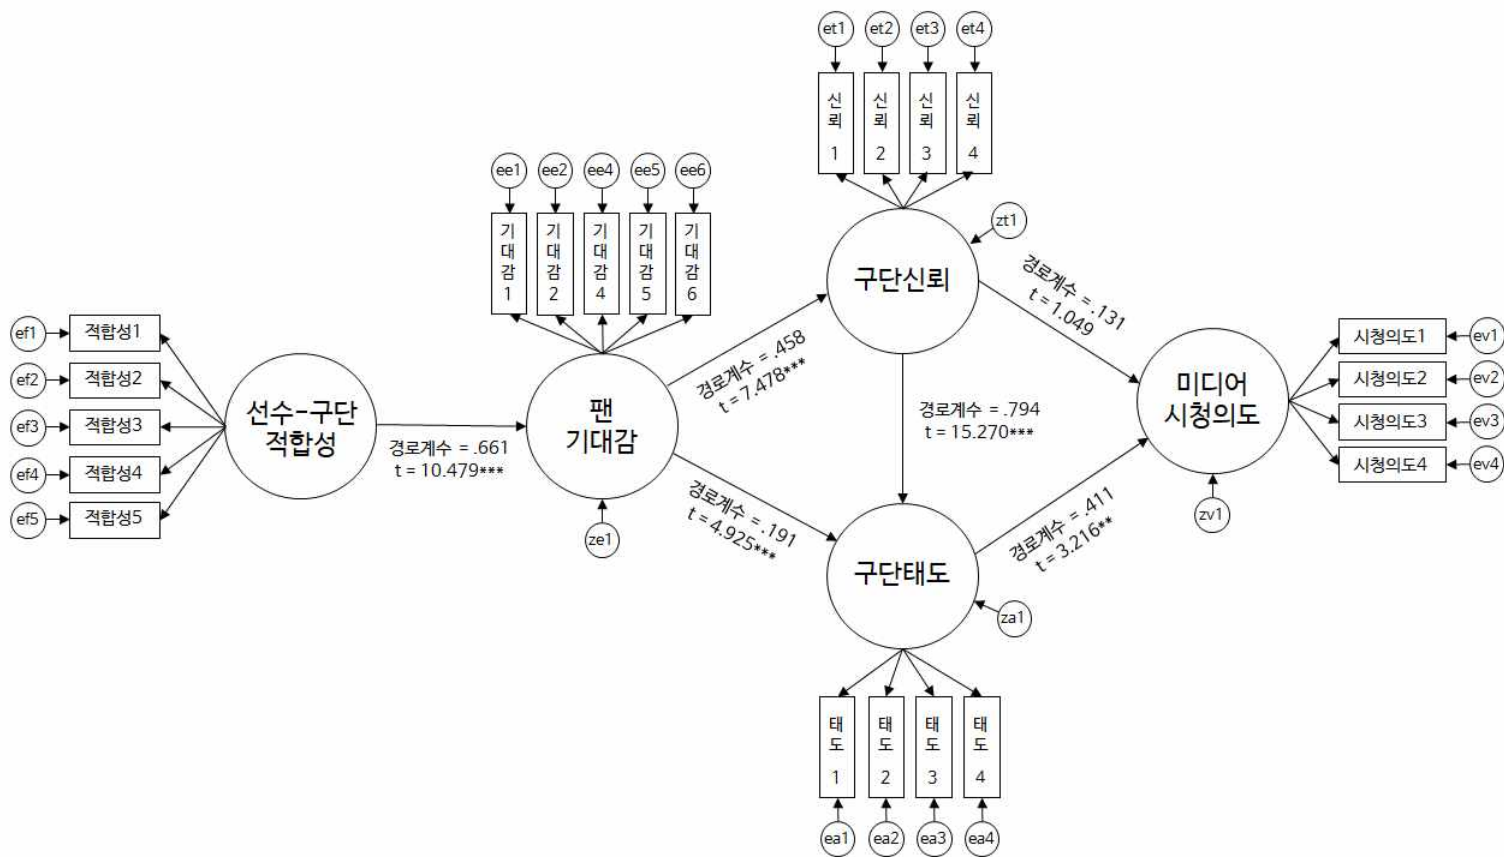 et1 et2 et3 et4
신뢰 1
신뢰 2
신뢰 3
신뢰 4
ee1 ee2 ee4 ee5 ee6
기대감 1
기대감 2
기대감 4
기대감 5
기대감 6
zt1
구단신뢰
경로계수 = .131
t = 1.049
경로계수 = .458
t = 7.478***
ef1 적합성1
ef2 적합성2
ef3 적합성3
ef4 적합성4
ef5 적합성5
선수-구단
적합성
경로계수 = .661
t = 10.479***
팬
기대감
ze1
경로계수 = .794
t = 15.270***
미디어
시청의도
시청의도1 ev1
시청의도2 ev2
시청의도3 ev3
시청의도4 ev4
zv1
경로계수 = .191
t = 4.925***
경로계수 = .411
t = 3.216**
구단태도
za1
태도 1
태도 2
태도 3
태도 4
ea1 ea2 ea3 ea4